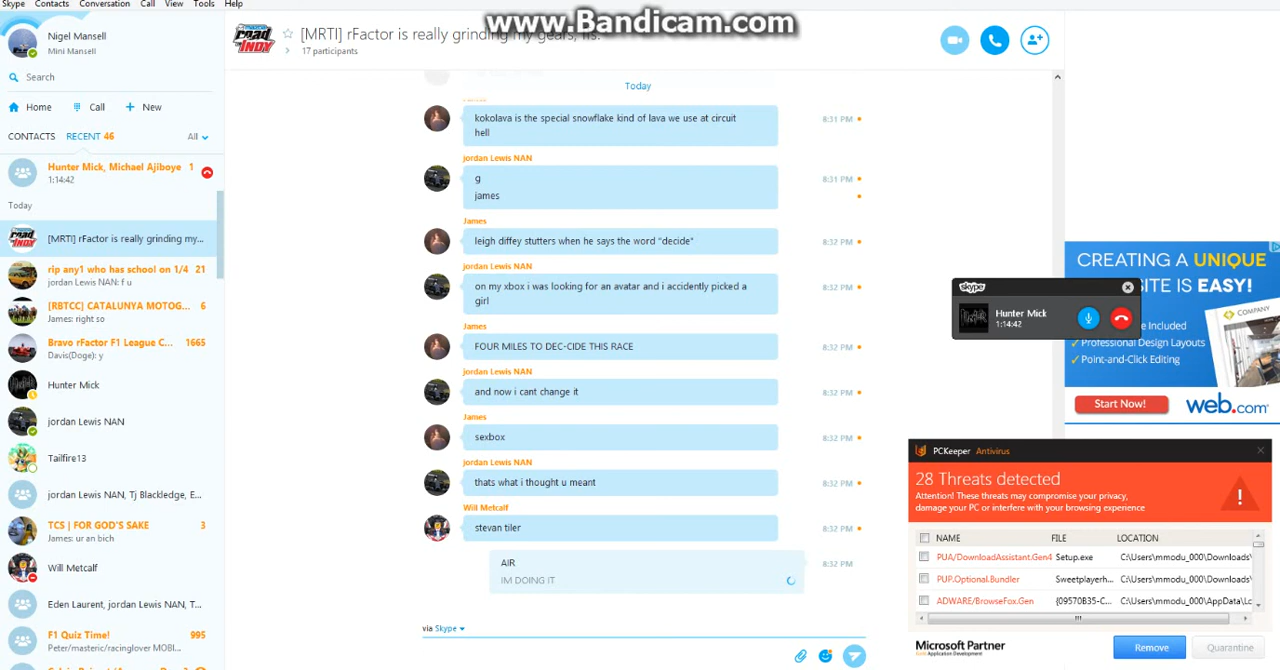 Skype Contacts Conversation Call View Tools Help
www.Bandicam.com
Nigel Mansell
Mini Mansell
Search
Home Call New
CONTACTS RECENT 46 All
Hunter Mick, Michael Ajiboye 1
1:14:42
Today
[MRTI] rFactor is really grinding my...
rip any1 who has school on 1/4 21
jordan Lewis NAN: f u
[RBTCC] CATALUNYA MOTOG... 6
James: right so
Bravo rFactor F1 League C... 1665
Davis(Doge): y
Hunter Mick
jordan Lewis NAN
Tailfire13
jordan Lewis NAN, Tj Blackledge, E...
TCS | FOR GOD'S SAKE 3
James: ur an bich
Will Metcalf
Eden Laurent, jordan Lewis NAN, T...
F1 Quiz Time! 995
Peter/masteric/racinglover MOBI...
[MRTI] rFactor is really grinding my gears, fis.
17 participants
Today
kokolava is the special snowflake kind of lava we use at circuit
hell
8:31 PM
jordan Lewis NAN
g
james
8:31 PM
James
leigh diffey stutters when he says the word "decide"
8:32 PM
jordan Lewis NAN
on my xbox i was looking for an avatar and i accidently picked a
girl
8:32 PM
James
FOUR MILES TO DEC-CIDE THIS RACE
8:32 PM
jordan Lewis NAN
and now i cant change it
8:32 PM
James
sexbox
8:32 PM
jordan Lewis NAN
thats what i thought u meant
8:32 PM
Will Metcalf
stevan tiler
8:32 PM
AIR
IM DOING IT
8:32 PM
via Skype
skype
Hunter Mick
1:14:42
CREATING A UNIQUE
SITE IS EASY!
COMPANY
Included
Professional Design Layouts
Point-and-Click Editing
Start Now! web.com
PCKeeper Antivirus
28 Threats detected
Attention! These threats may compromise your privacy,
damage your PC or interfere with your browsing experience
NAME FILE LOCATION
PUA/DownloadAssistant.Gen4 Setup.exe C:\Users\mmodu_000\Downloads\
PUP.Optional.Bundler Sweetplayerh... C:\Users\mmodu_000\Downloads\
ADWARE/BrowseFox.Gen {09570B35-C... C:\Users\mmodu_000\AppData\Lc
Microsoft Partner
Remove Quarantine